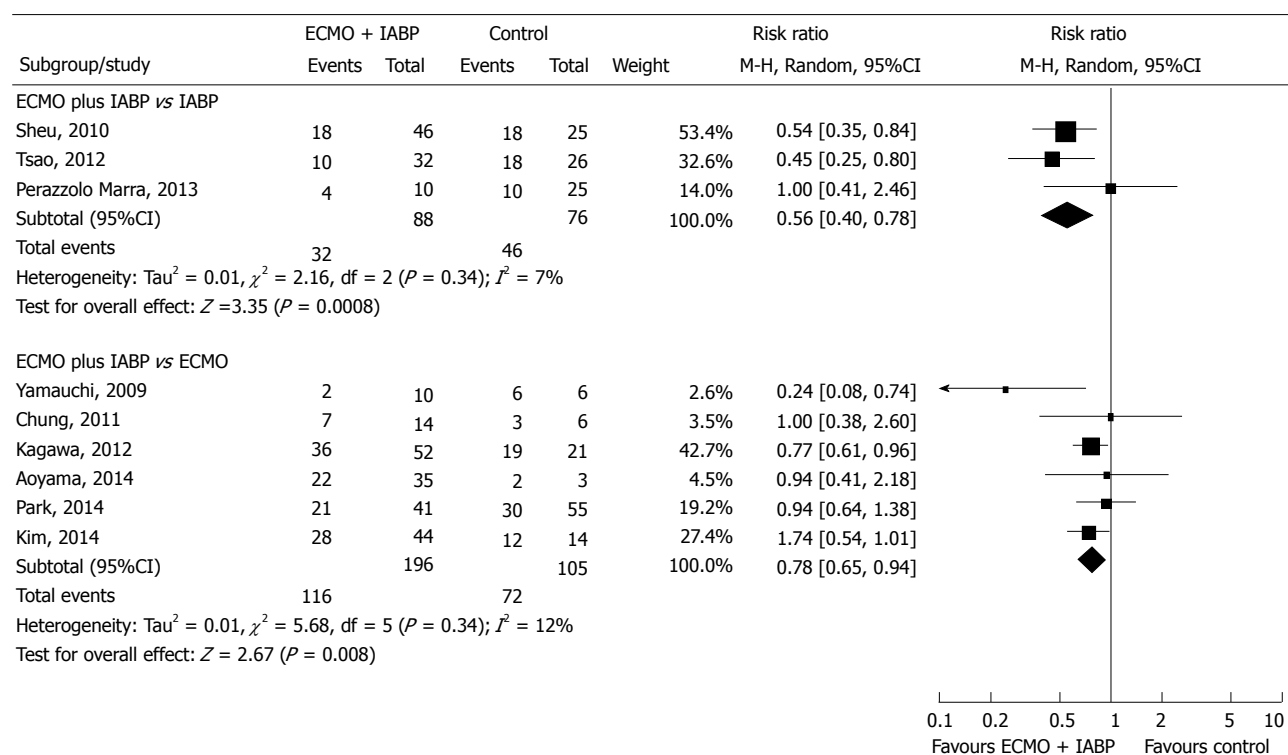 ECMO + IABP Control Risk ratio Risk ratio
Subgroup/study Events Total Events Total Weight M-H, Random, 95%CI M-H, Random, 95%CI
ECMO plus IABP vs IABP
Sheu, 2010 18 46 18 25 53.4% 0.54 [0.35, 0.84]
Tsao, 2012 10 32 18 26 32.6% 0.45 [0.25, 0.80]
Perazzolo Marra, 2013 4 10 10 25 14.0% 1.00 [0.41, 2.46]
Subtotal (95%CI) 88 76 100.0% 0.56 [0.40, 0.78]
Total events 32 46
Heterogeneity: Tau² = 0.01, χ² = 2.16, df = 2 (P = 0.34); I² = 7%
Test for overall effect: Z =3.35 (P = 0.0008)
ECMO plus IABP vs ECMO
Yamauchi, 2009 2 10 6 6 2.6% 0.24 [0.08, 0.74]
Chung, 2011 7 14 3 6 3.5% 1.00 [0.38, 2.60]
Kagawa, 2012 36 52 19 21 42.7% 0.77 [0.61, 0.96]
Aoyama, 2014 22 35 2 3 4.5% 0.94 [0.41, 2.18]
Park, 2014 21 41 30 55 19.2% 0.94 [0.64, 1.38]
Kim, 2014 28 44 12 14 27.4% 1.74 [0.54, 1.01]
Subtotal (95%CI) 196 105 100.0% 0.78 [0.65, 0.94]
Total events 116 72
Heterogeneity: Tau² = 0.01, χ² = 5.68, df = 5 (P = 0.34); I² = 12%
Test for overall effect: Z = 2.67 (P = 0.008)
0.1 0.2 0.5 1 2 5 10
Favours ECMO + IABP Favours control